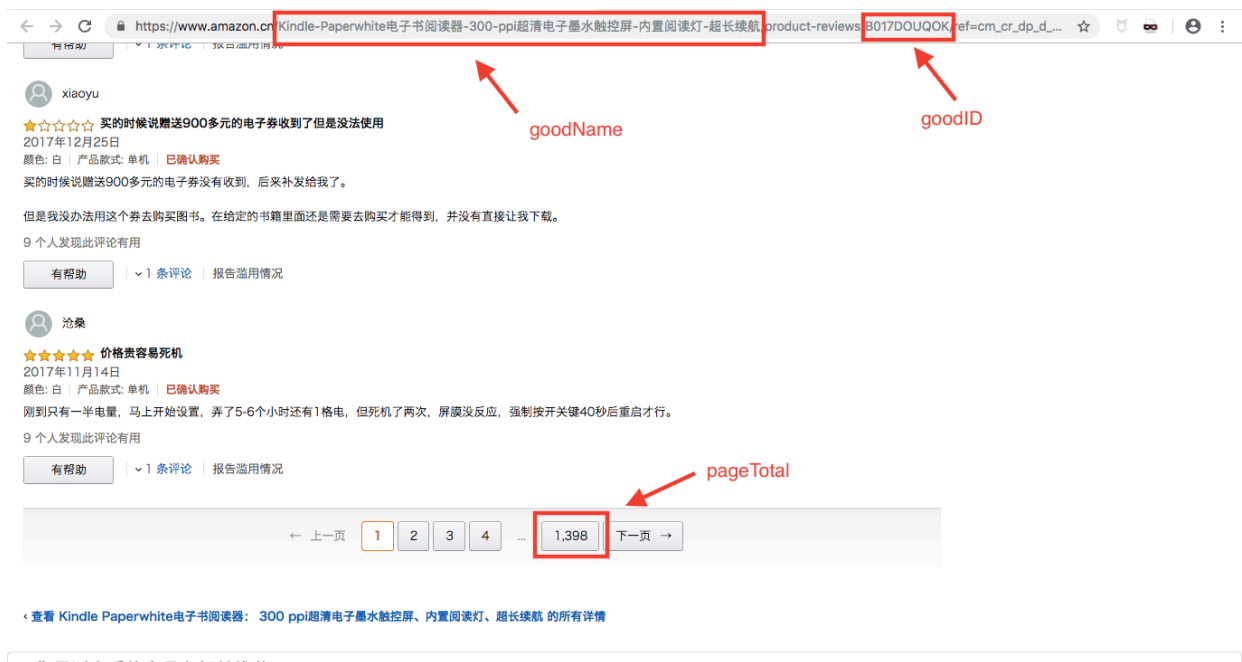 https://www.amazon.cn/Kindle-Paperwhite电子书阅读器-300-ppi超清电子墨水触控屏-内置阅读灯-超长续航/product-reviews/B017DOUQOK/ref=cm_cr_dp_d_...
有帮助 1 条评论 报告滥用情况
goodName
goodID
xiaoyu
买的时候说赠送900多元的电子券收到了但是没法使用
2017年12月25日
颜色: 白 | 产品款式: 单机 | 已确认购买
买的时候说赠送900多元的电子券没有收到，后来补发给我了。
但是我没办法用这个券去购买图书。在给定的书籍里面还是需要去购买才能得到，并没有直接让我下载。
9 个人发现此评论有用
有帮助 | 1 条评论 | 报告滥用情况
沧桑
价格贵容易死机
2017年11月14日
颜色: 白 | 产品款式: 单机 | 已确认购买
刚到只有一半电量，马上开始设置，弄了5-6个小时还有1格电，但死机了两次，屏膜没反应，强制按开关键40秒后重启才行。
9 个人发现此评论有用
有帮助 | 1 条评论 | 报告滥用情况
pageTotal
← 上一页 1 2 3 4 ... 1,398 下一页 →
‹ 查看 Kindle Paperwhite电子书阅读器： 300 ppi超清电子墨水触控屏、内置阅读灯、超长续航 的所有详情